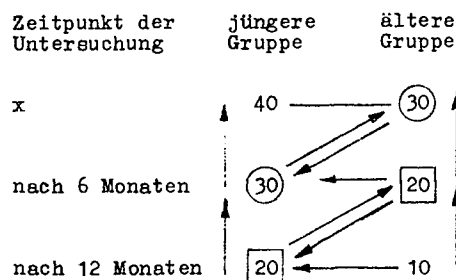 Zeitpunkt der jüngere ältere
Untersuchung Gruppe Gruppe
x 40 30
nach 6 Monaten 30 20
nach 12 Monaten 20 10